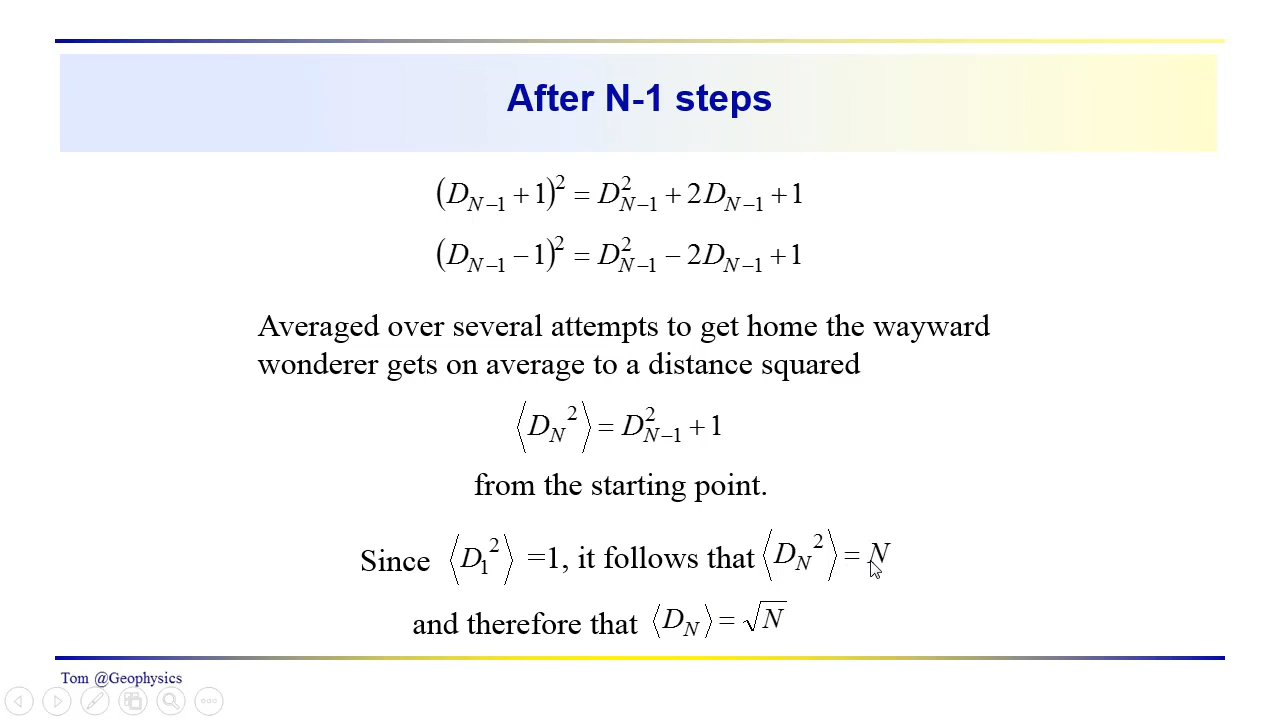 After N-1 steps
(D_{N-1} + 1)^2 = D_{N-1}^2 + 2D_{N-1} + 1
(D_{N-1} − 1)^2 = D_{N-1}^2 − 2D_{N-1} + 1
Averaged over several attempts to get home the wayward
wonderer gets on average to a distance squared
⟨D_N^2⟩ = D_{N-1}^2 + 1
from the starting point.
Since ⟨D_1^2⟩ =1, it follows that ⟨D_N^2⟩ = N
and therefore that ⟨D_N⟩ = √N
Tom @Geophysics